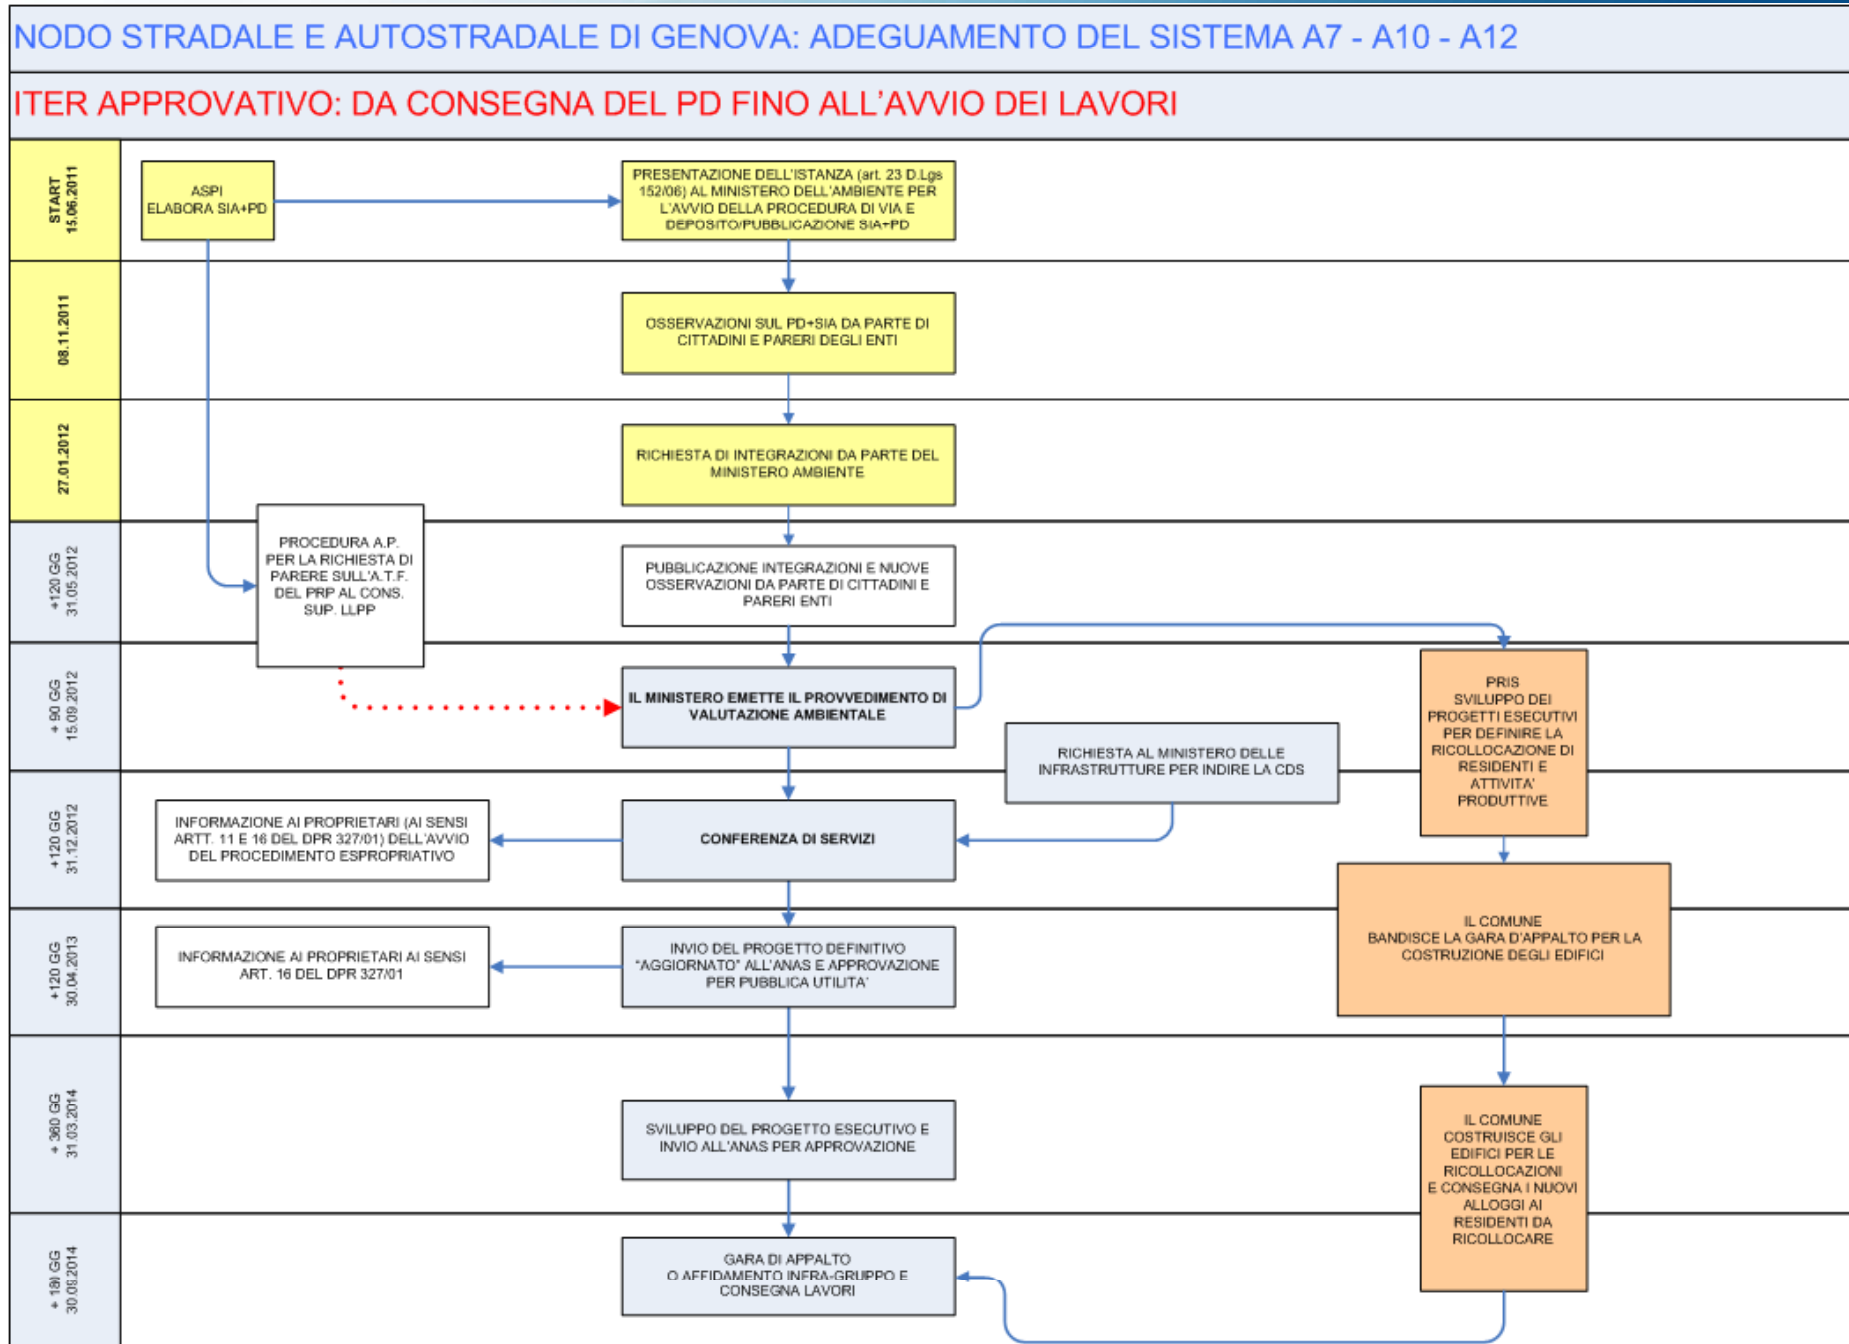 NODO STRADALE E AUTOSTRADALE DI GENOVA: ADEGUAMENTO DEL SISTEMA A7 - A10 - A12
ITER APPROVATIVO: DA CONSEGNA DEL PD FINO ALL'AVVIO DEI LAVORI
START
15.06.2011
ASPI
ELABORA SIA+PD
PRESENTAZIONE DELL'ISTANZA (art. 23 D.Lgs
152/06) AL MINISTERO DELL'AMBIENTE PER
L'AVVIO DELLA PROCEDURA DI VIA E
DEPOSITO/PUBBLICAZIONE SIA+PD
08.11.2011
OSSERVAZIONI SUL PD+SIA DA PARTE DI
CITTADINI E PARERI DEGLI ENTI
27.01.2012
RICHIESTA DI INTEGRAZIONI DA PARTE DEL
MINISTERO AMBIENTE
+120 GG
31.05.2012
PROCEDURA A.P.
PER LA RICHIESTA DI
PARERE SULL'A.T.F.
DEL PRP AL CONS.
SUP. LLPP
PUBBLICAZIONE INTEGRAZIONI E NUOVE
OSSERVAZIONI DA PARTE DI CITTADINI E
PARERI ENTI
+ 90 GG
15.09.2012
IL MINISTERO EMETTE IL PROVVEDIMENTO DI
VALUTAZIONE AMBIENTALE
RICHIESTA AL MINISTERO DELLE
INFRASTRUTTURE PER INDIRE LA CDS
PRIS
SVILUPPO DEI
PROGETTI ESECUTIVI
PER DEFINIRE LA
RICOLLOCAZIONE DI
RESIDENTI E
ATTIVITA'
PRODUTTIVE
+120 GG
31.12.2012
INFORMAZIONE AI PROPRIETARI (AI SENSI
ARTT. 11 E 16 DEL DPR 327/01) DELL'AVVIO
DEL PROCEDIMENTO ESPROPRIATIVO
CONFERENZA DI SERVIZI
+120 GG
30.04.2013
INFORMAZIONE AI PROPRIETARI AI SENSI
ART. 16 DEL DPR 327/01
INVIO DEL PROGETTO DEFINITIVO
"AGGIORNATO" ALL'ANAS E APPROVAZIONE
PER PUBBLICA UTILITA'
IL COMUNE
BANDISCE LA GARA D'APPALTO PER LA
COSTRUZIONE DEGLI EDIFICI
+ 360 GG
31.03.2014
SVILUPPO DEL PROGETTO ESECUTIVO E
INVIO ALL'ANAS PER APPROVAZIONE
IL COMUNE
COSTRUISCE GLI
EDIFICI PER LE
RICOLLOCAZIONI
E CONSEGNA I NUOVI
ALLOGGI AI
RESIDENTI DA
RICOLLOCARE
+ 180 GG
30.09.2014
GARA DI APPALTO
O AFFIDAMENTO INFRA-GRUPPO E
CONSEGNA LAVORI